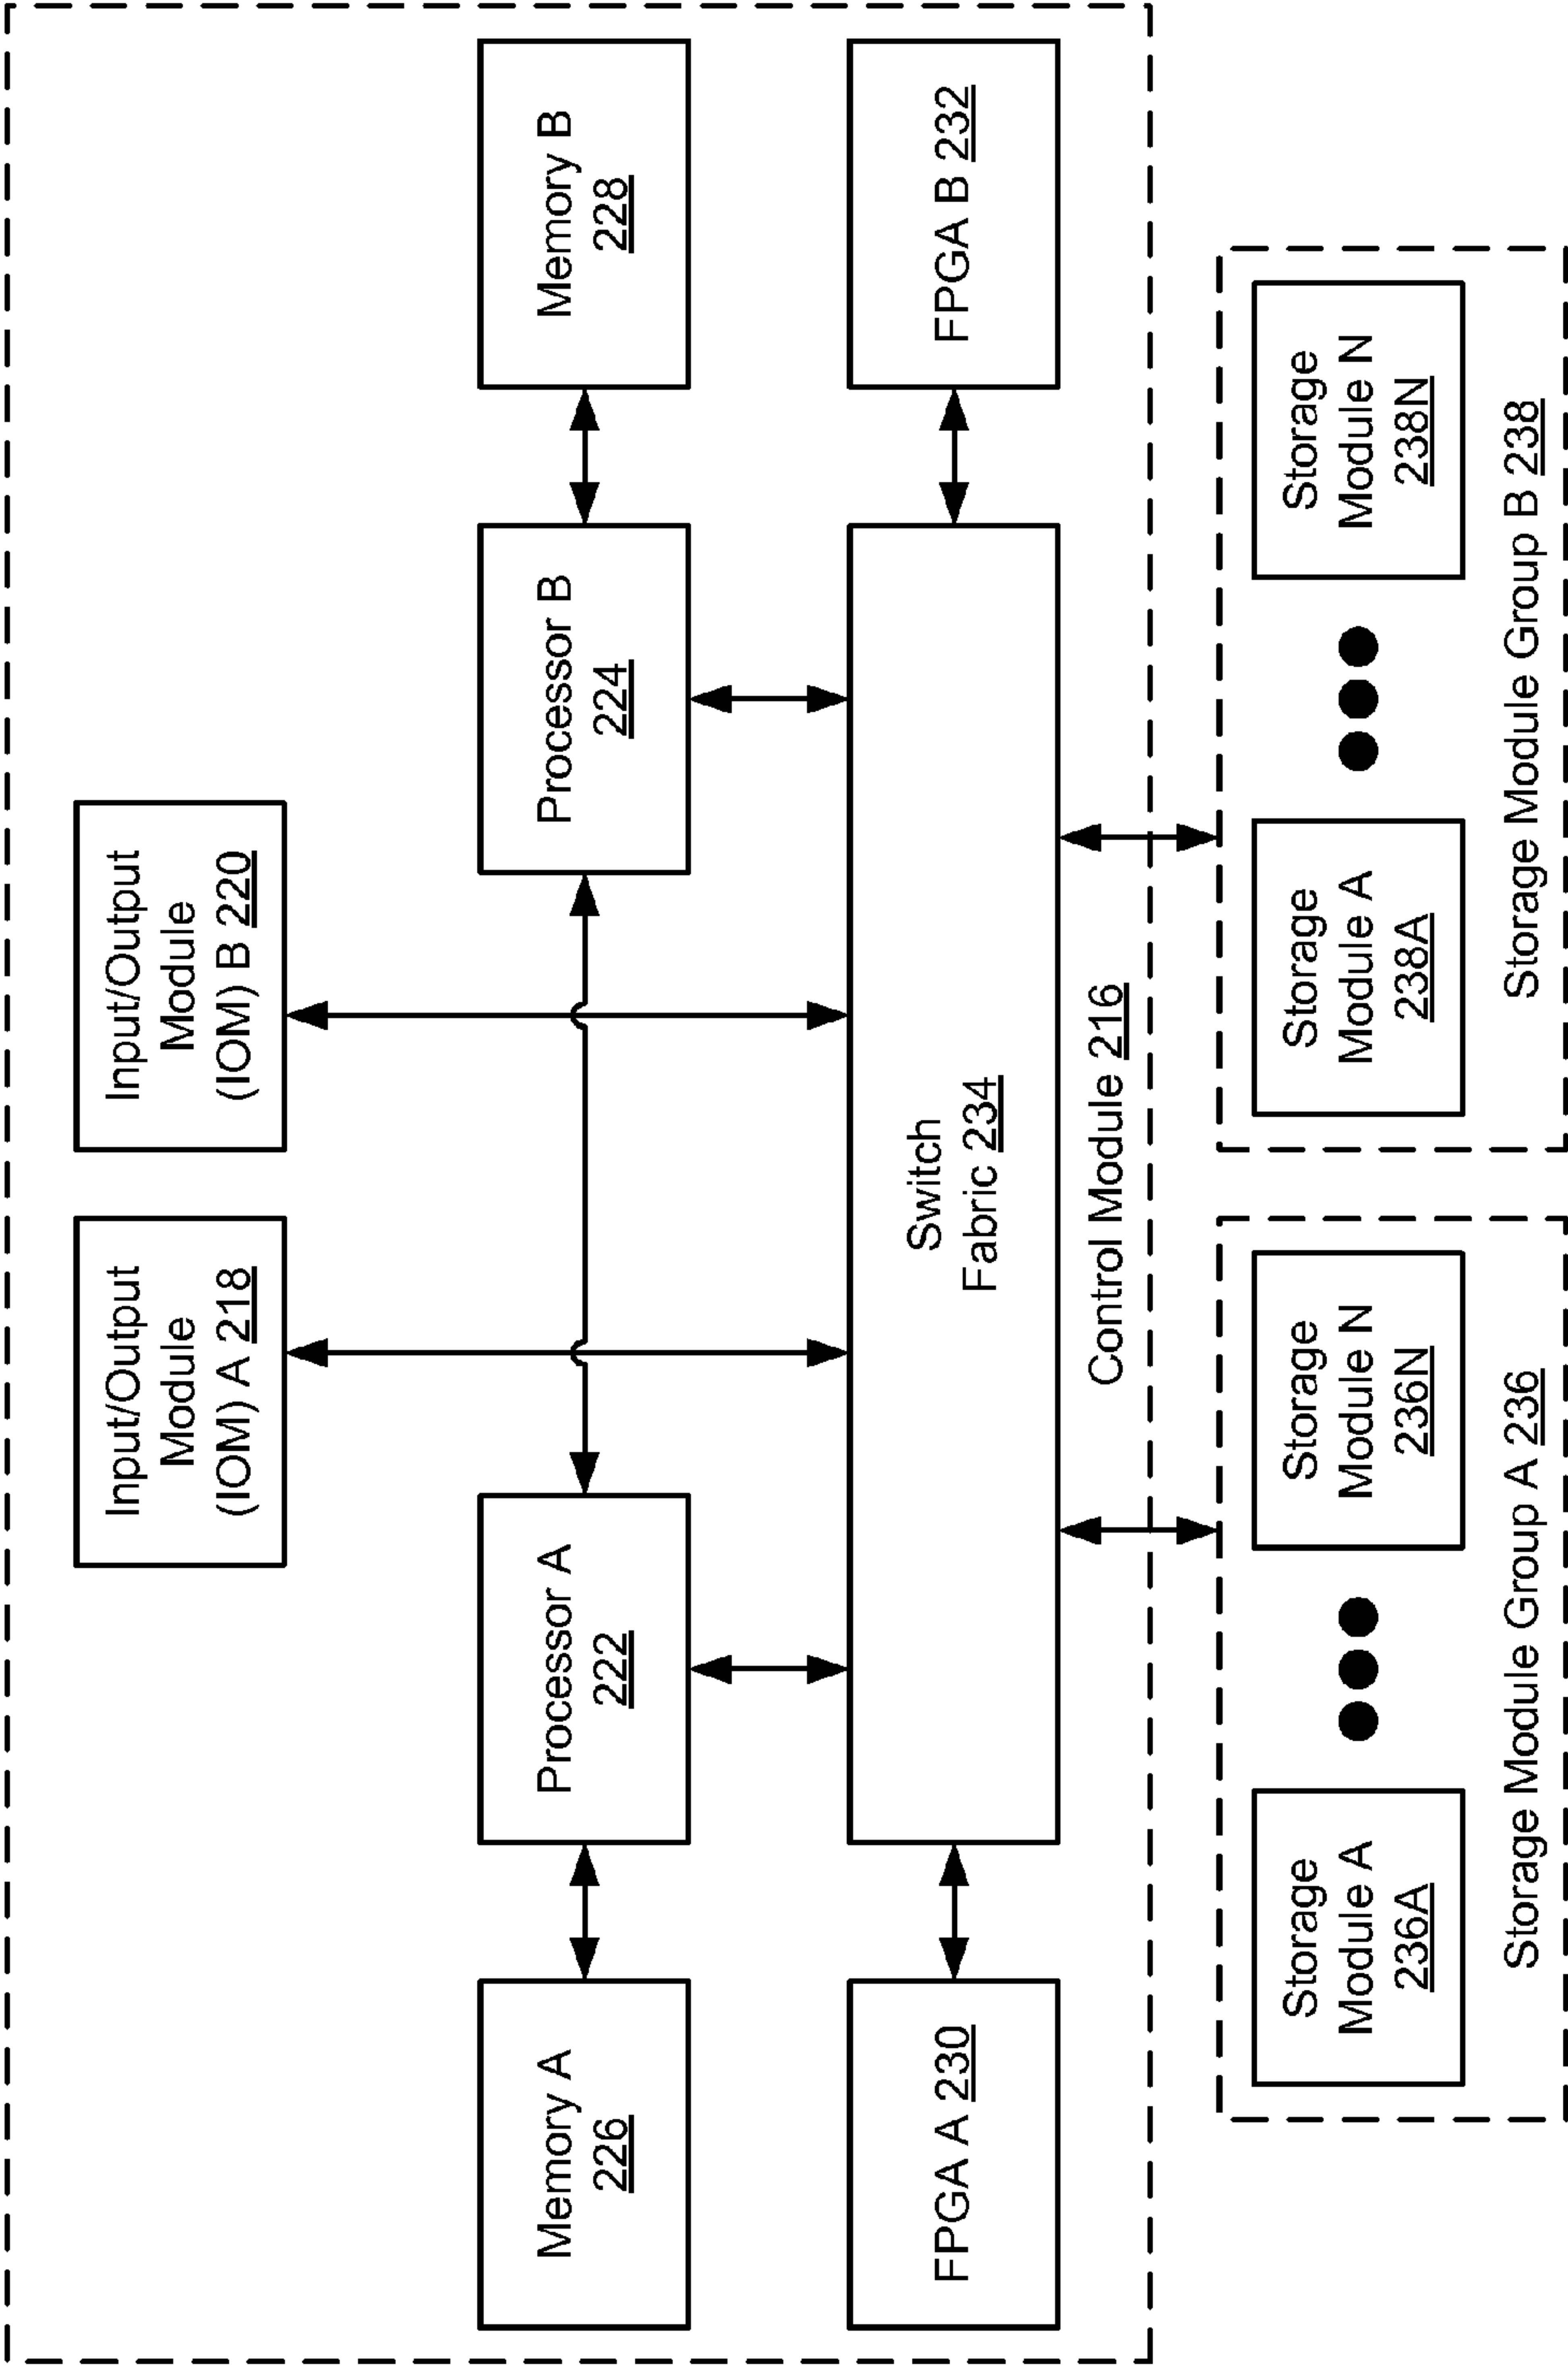 Input/Output
Module
(IOM) A 218
Input/Output
Module
(IOM) B 220
Memory A
226
Processor A
222
Processor B
224
Memory B
228
FPGA A 230
Switch
Fabric 234
FPGA B 232
Control Module 216
Storage
Module A
236A
Storage
Module N
236N
Storage Module Group A 236
Storage
Module A
238A
Storage
Module N
238N
Storage Module Group B 238